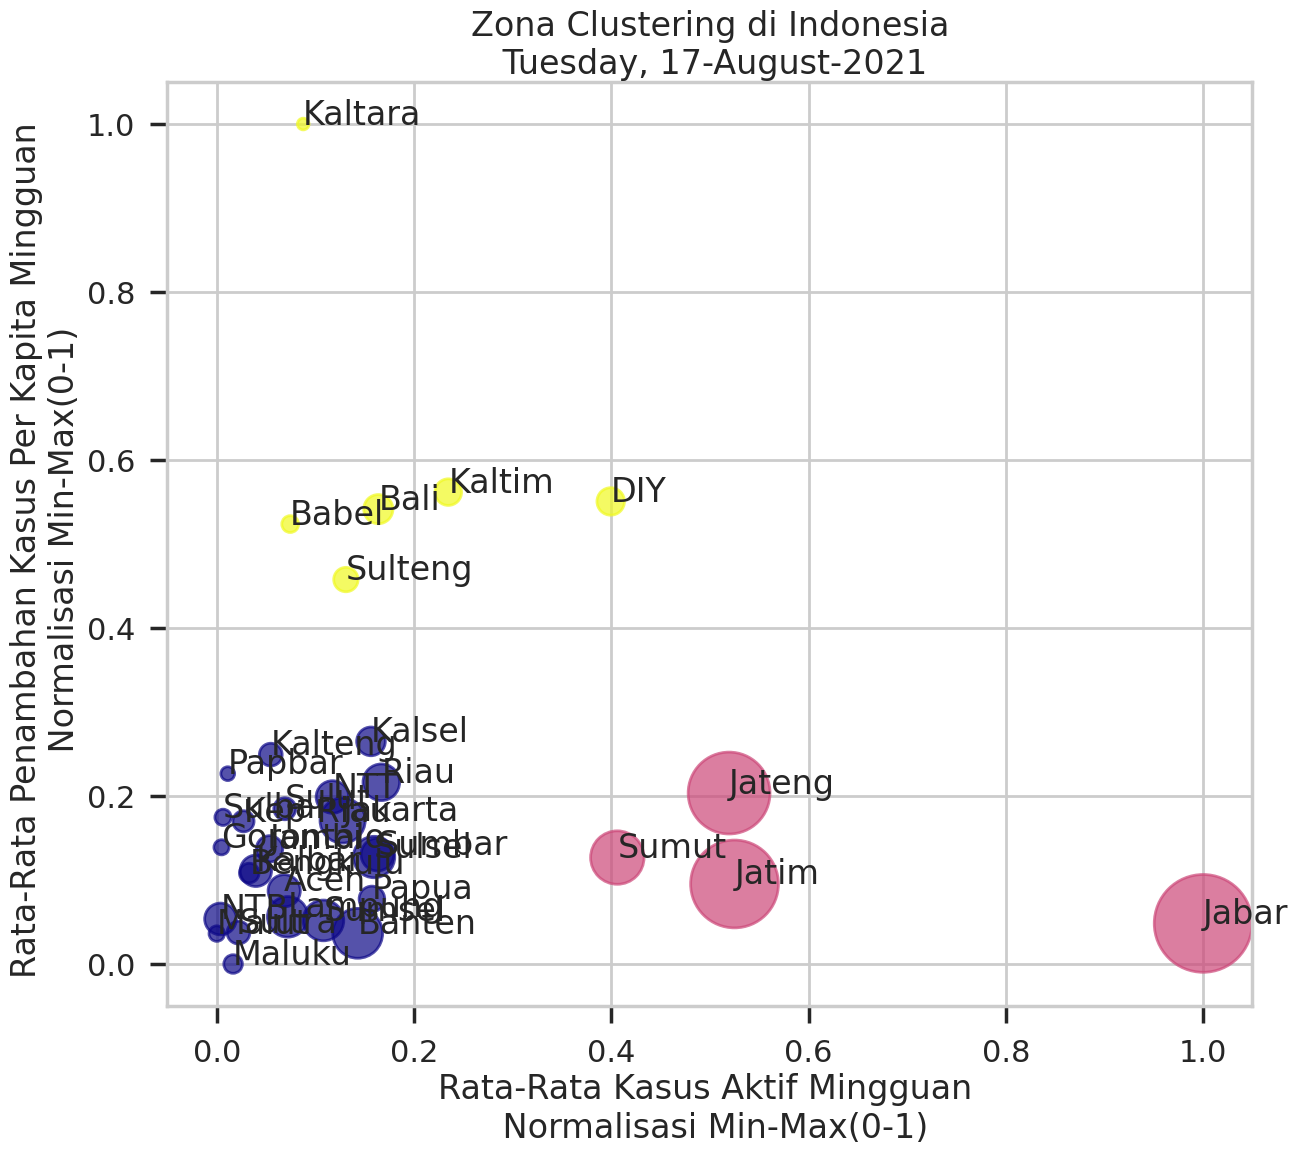 Zona Clustering di Indonesia
Tuesday, 17-August-2021
Rata-Rata Penambahan Kasus Per Kapita Mingguan
Normalisasi Min-Max(0-1)
1.0
0.8
0.6
0.4
0.2
0.0
Kaltara
Kaltim
DIY
Bali
Babel
Sulteng
Kalsel
Kalteng
Papbar
Riau
NTT
Jateng
Jakarta
Sumbar
Sulsel
Sumut
Jatim
Aceh
Papua
Banten
Jabar
Maluku
0.0
0.2
0.4
0.6
0.8
1.0
Rata-Rata Kasus Aktif Mingguan
Normalisasi Min-Max(0-1)